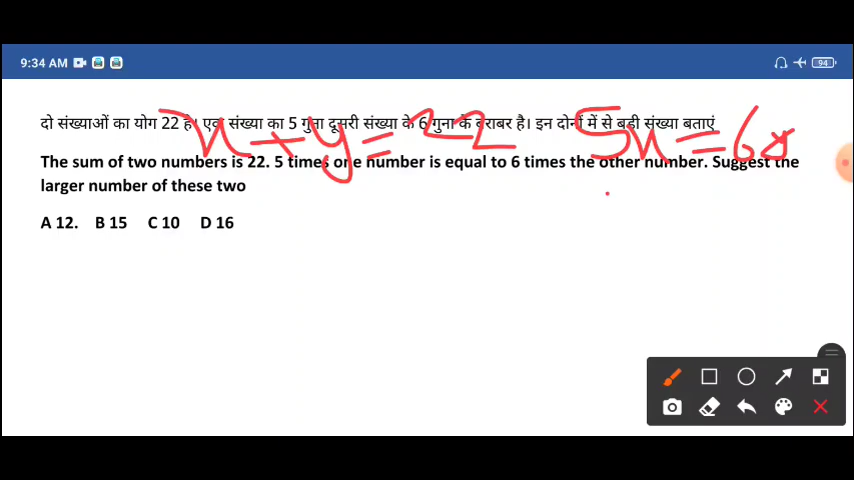 9:34 AM 94
दो संख्याओं का योग 22 है। एक संख्या का 5 गुना दूसरी संख्या के 6 गुना के बराबर है। इन दोनों में से बड़ी संख्या बताएं
x+y=22 5x=6y
The sum of two numbers is 22. 5 times one number is equal to 6 times the other number. Suggest the
larger number of these two
A 12. B 15 C 10 D 16